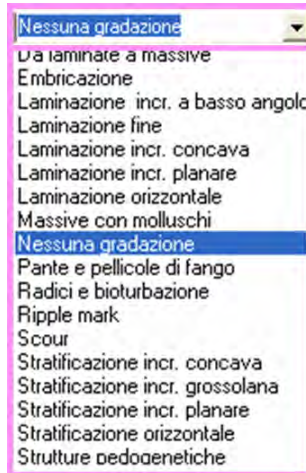 Nessuna gradazione
Da laminate a massive
Embricazione
Laminazione incr. a basso angolo
Laminazione fine
Laminazione incr. concava
Laminazione incr. planare
Laminazione orizzontale
Massive con molluschi
Nessuna gradazione
Pante e pellicole di fango
Radici e bioturbazione
Ripple mark
Scour
Stratificazione incr. concava
Stratificazione incr. grossolana
Stratificazione incr. planare
Stratificazione orizzontale
Strutture pedogenetiche